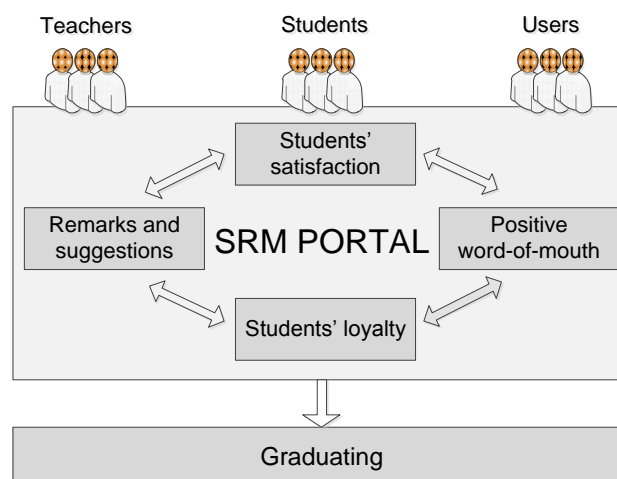 Teachers
Students
Users
Students'
satisfaction
Remarks and
suggestions
SRM PORTAL
Positive
word-of-mouth
Students' loyalty
Graduating